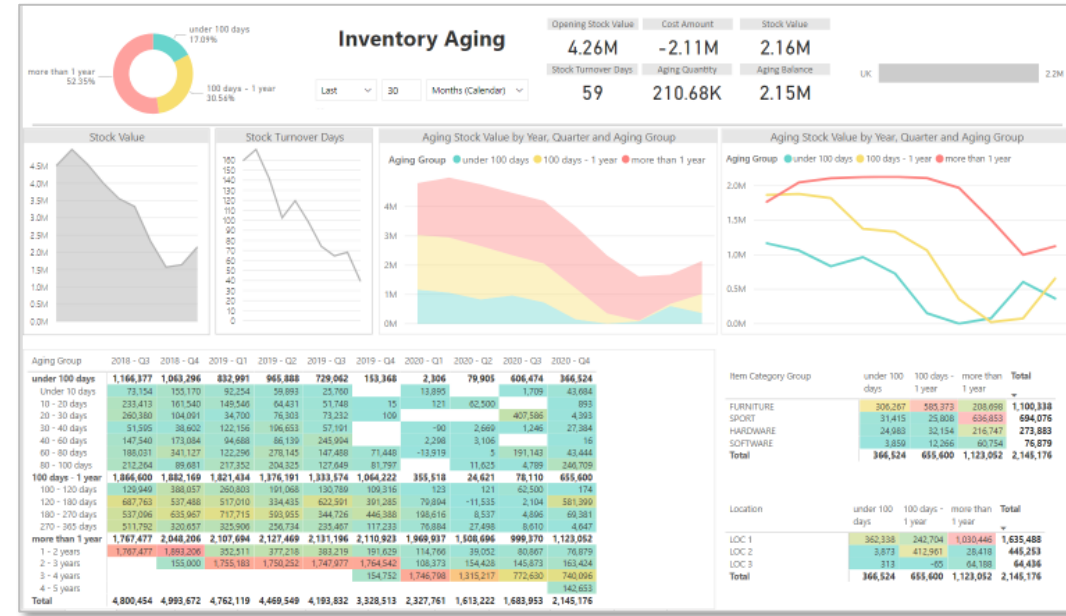 under 100 days
17.09%
more than 1 year
52.35%
100 days - 1 year
30.56%
Inventory Aging
Last 30 Months (Calendar)
Opening Stock Value Cost Amount Stock Value
4.26M -2.11M 2.16M
Stock Turnover Days Aging Quantity Aging Balance
59 210.68K 2.15M
UK 2.2M
Stock Value
4.5M
4.0M
3.5M
3.0M
2.5M
2.0M
1.5M
1.0M
0.5M
0.0M
Stock Turnover Days
160
150
140
130
120
100
90
80
70
60
50
40
30
20
10
0
Aging Stock Value by Year, Quarter and Aging Group
Aging Group under 100 days 100 days - 1 year more than 1 year
4M
3M
2M
1M
0M
Aging Stock Value by Year, Quarter and Aging Group
Aging Group under 100 days 100 days - 1 year more than 1 year
2.0M
1.5M
1.0M
0.5M
0.0M
Aging Group 2018 - Q3 2018 - Q4 2019 - Q1 2019 - Q2 2019 - Q3 2019 - Q4 2020 - Q1 2020 - Q2 2020 - Q3 2020 - Q4
under 100 days 1,166,377 1,063,296 832,991 965,888 729,062 153,368 2,306 79,905 606,474 366,524
Under 10 days 73,154 155,170 92,254 59,893 25,760 13,895 1,709 43,684
10 - 20 days 233,413 161,540 149,546 64,431 51,748 15 121 62,500 893
20 - 30 days 260,380 104,091 34,700 76,303 73,232 109 407,586 4,393
30 - 40 days 51,595 38,602 122,156 196,653 57,191 -90 2,669 1,246 27,384
40 - 60 days 147,540 173,084 94,688 86,139 245,994 2,298 3,106 16
60 - 80 days 188,031 341,127 122,296 278,145 147,488 71,448 -13,919 5 191,143 43,444
80 - 100 days 212,264 89,681 217,352 204,325 127,649 81,797 11,625 4,789 246,709
100 days - 1 year 1,866,600 1,882,169 1,821,434 1,376,191 1,333,574 1,064,222 355,518 24,621 78,110 655,600
100 - 120 days 129,949 388,057 260,803 191,068 130,789 109,316 123 121 62,500 174
120 - 180 days 687,763 537,488 517,010 334,435 622,591 391,285 79,894 -11,535 2,104 581,399
180 - 270 days 537,096 635,967 717,715 593,955 344,726 446,388 198,616 8,537 4,896 69,381
270 - 365 days 511,792 320,657 325,906 256,734 235,467 117,233 76,884 27,498 8,610 4,647
more than 1 year 1,767,477 2,048,206 2,107,694 2,127,469 2,131,196 2,110,923 1,969,937 1,508,696 999,370 1,123,052
1 - 2 years 1,767,477 1,893,206 352,511 377,218 383,219 191,629 114,766 39,052 80,867 76,879
2 - 3 years 155,000 1,755,183 1,750,252 1,747,977 1,764,542 108,373 154,428 145,873 163,424
3 - 4 years 154,752 1,746,798 1,315,217 772,630 740,096
4 - 5 years 142,653
Total 4,800,454 4,993,672 4,762,119 4,469,549 4,193,832 3,328,513 2,327,761 1,613,222 1,683,953 2,145,176
Item Category Group under 100 days 100 days - 1 year more than 1 year Total
FURNITURE 306,267 585,373 208,698 1,100,338
SPORT 31,415 25,808 636,853 694,076
HARDWARE 24,983 32,154 216,747 273,883
SOFTWARE 3,859 12,266 60,754 76,879
Total 366,524 655,600 1,123,052 2,145,176
Location under 100 days 100 days - 1 year more than 1 year Total
LOC 1 362,338 242,704 1,030,446 1,635,488
LOC 2 3,873 412,961 28,418 445,253
LOC 3 313 -65 64,188 64,436
Total 366,524 655,600 1,123,052 2,145,176